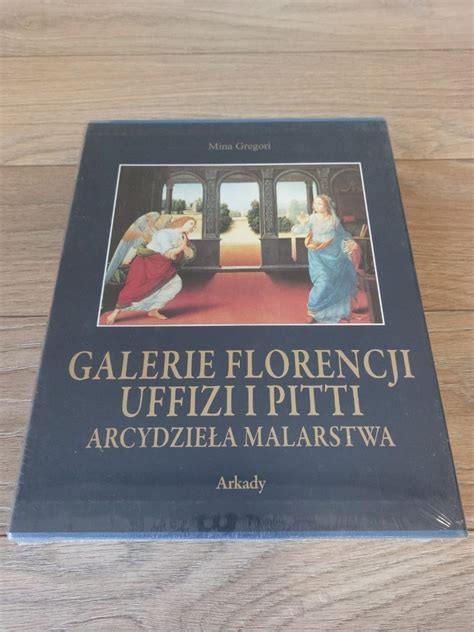 Mina Gregori
GALERIE FLORENCJI
UFFIZI I PITTI
ARCYDZIEŁA MALARSTWA
Arkady